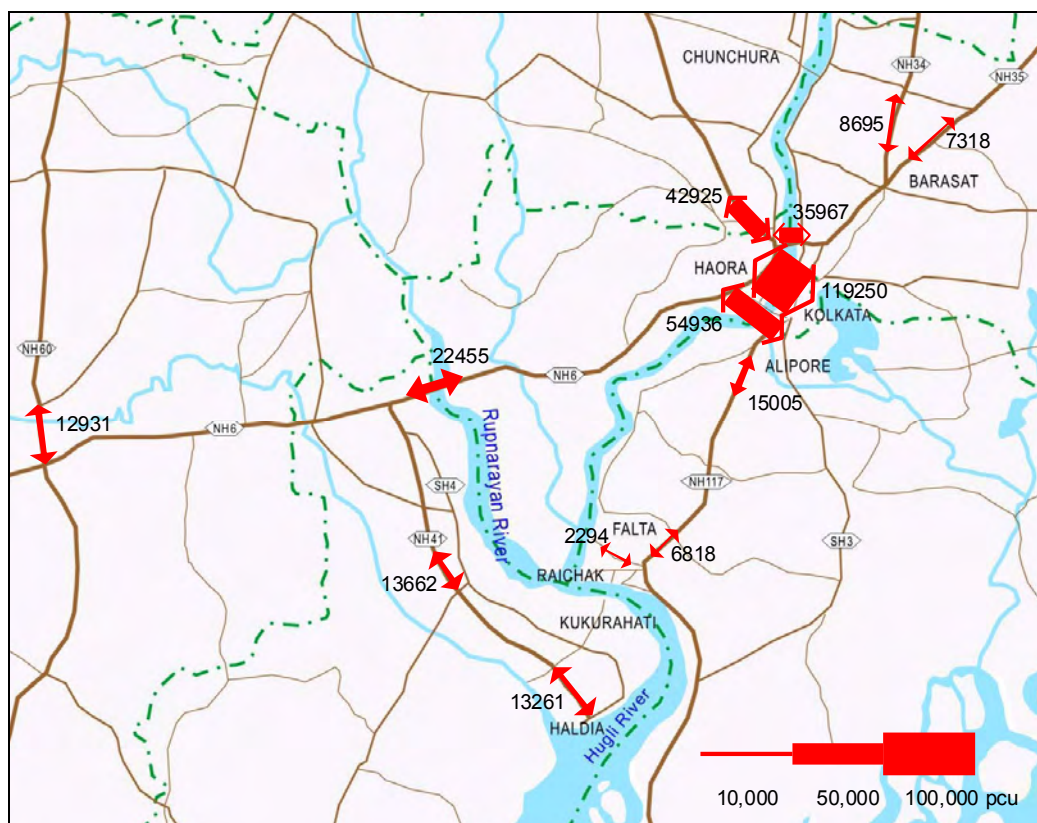 CHUNCHURA
NH34
NH35
8695
7318
BARASAT
42925
35967
HAORA
119250
KOLKATA
54936
ALIPORE
NH60
22455
NH6
15005
12931
NH6
Rupnarayan River
SH4
NH117
NH41
FALTA
2294
6818
SH3
RAICHAK
13662
KUKURAHATI
13261
HALDIA
Hugli River
10,000 50,000 100,000 pcu